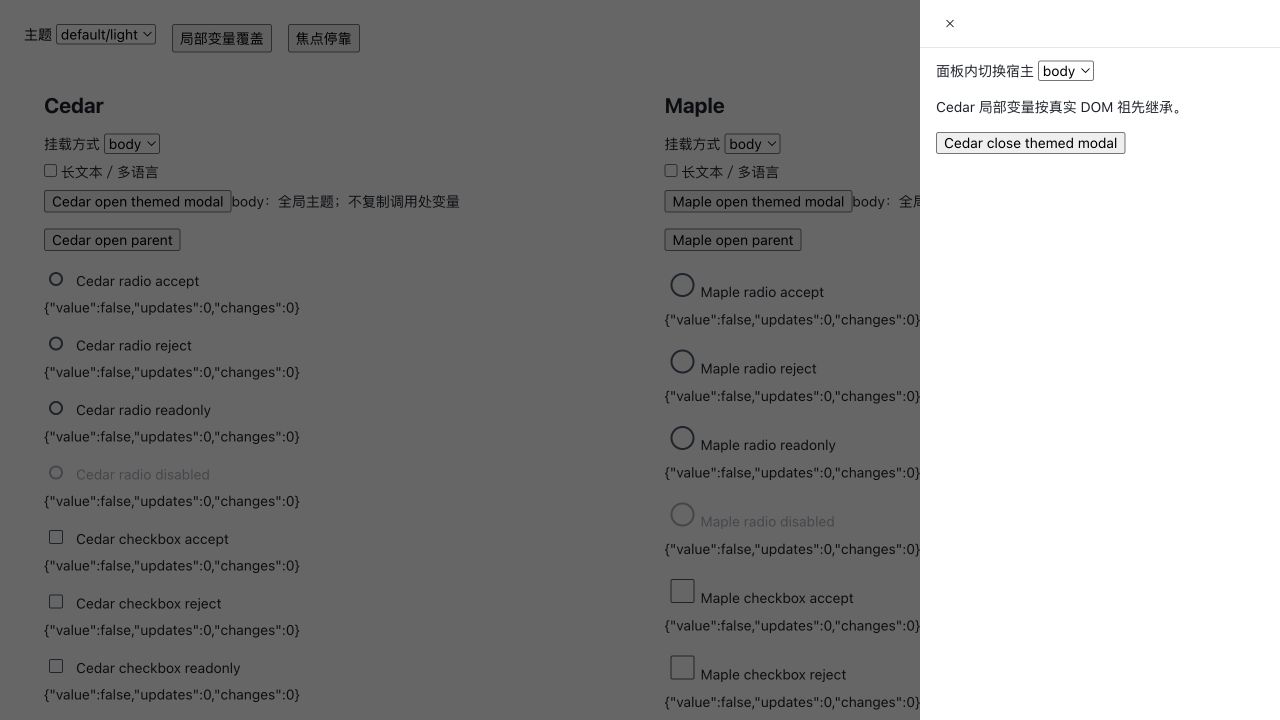 主题 default/light 局部变量覆盖 焦点停靠
Cedar
挂载方式 body
长文本 / 多语言
Cedar open themed modal body：全局主题；不复制调用处变量
Cedar open parent
Cedar radio accept
{"value":false,"updates":0,"changes":0}
Cedar radio reject
{"value":false,"updates":0,"changes":0}
Cedar radio readonly
{"value":false,"updates":0,"changes":0}
Cedar radio disabled
{"value":false,"updates":0,"changes":0}
Cedar checkbox accept
{"value":false,"updates":0,"changes":0}
Cedar checkbox reject
{"value":false,"updates":0,"changes":0}
Cedar checkbox readonly
{"value":false,"updates":0,"changes":0}
Maple
挂载方式 body
长文本 / 多语言
Maple open themed modal body：全局
Maple open parent
Maple radio accept
{"value":false,"updates":0,"changes":0}
Maple radio reject
{"value":false,"updates":0,"changes":0}
Maple radio readonly
{"value":false,"updates":0,"changes":0}
Maple radio disabled
{"value":false,"updates":0,"changes":0}
Maple checkbox accept
{"value":false,"updates":0,"changes":0}
Maple checkbox reject
{"value":false,"updates":0,"changes":0}
面板内切换宿主 body
Cedar 局部变量按真实 DOM 祖先继承。
Cedar close themed modal